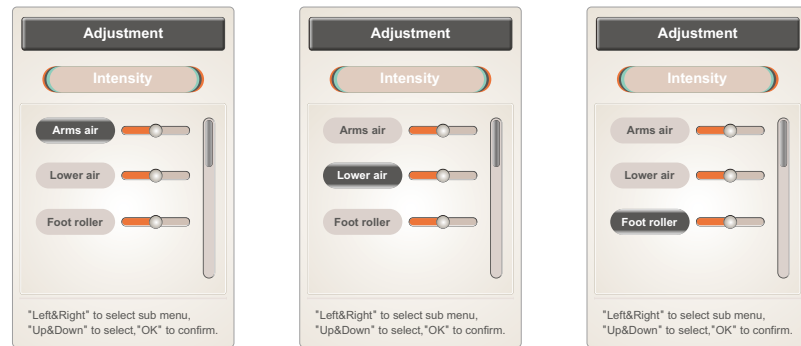 Adjustment
Intensity
Arms air
Lower air
Foot roller
"Left&Right" to select sub menu,
"Up&Down" to select,"OK" to confirm.
Adjustment
Intensity
Arms air
Lower air
Foot roller
"Left&Right" to select sub menu,
"Up&Down" to select,"OK" to confirm.
Adjustment
Intensity
Arms air
Lower air
Foot roller
"Left&Right" to select sub menu,
"Up&Down" to select,"OK" to confirm.